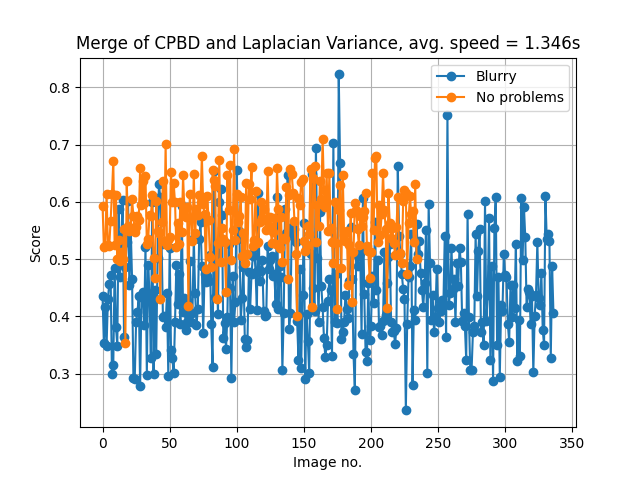 Merge of CPBD and Laplacian Variance, avg. speed = 1.346s
Blurry
No problems
Score
0.8
0.7
0.6
0.5
0.4
0.3
0 50 100 150 200 250 300 350
Image no.